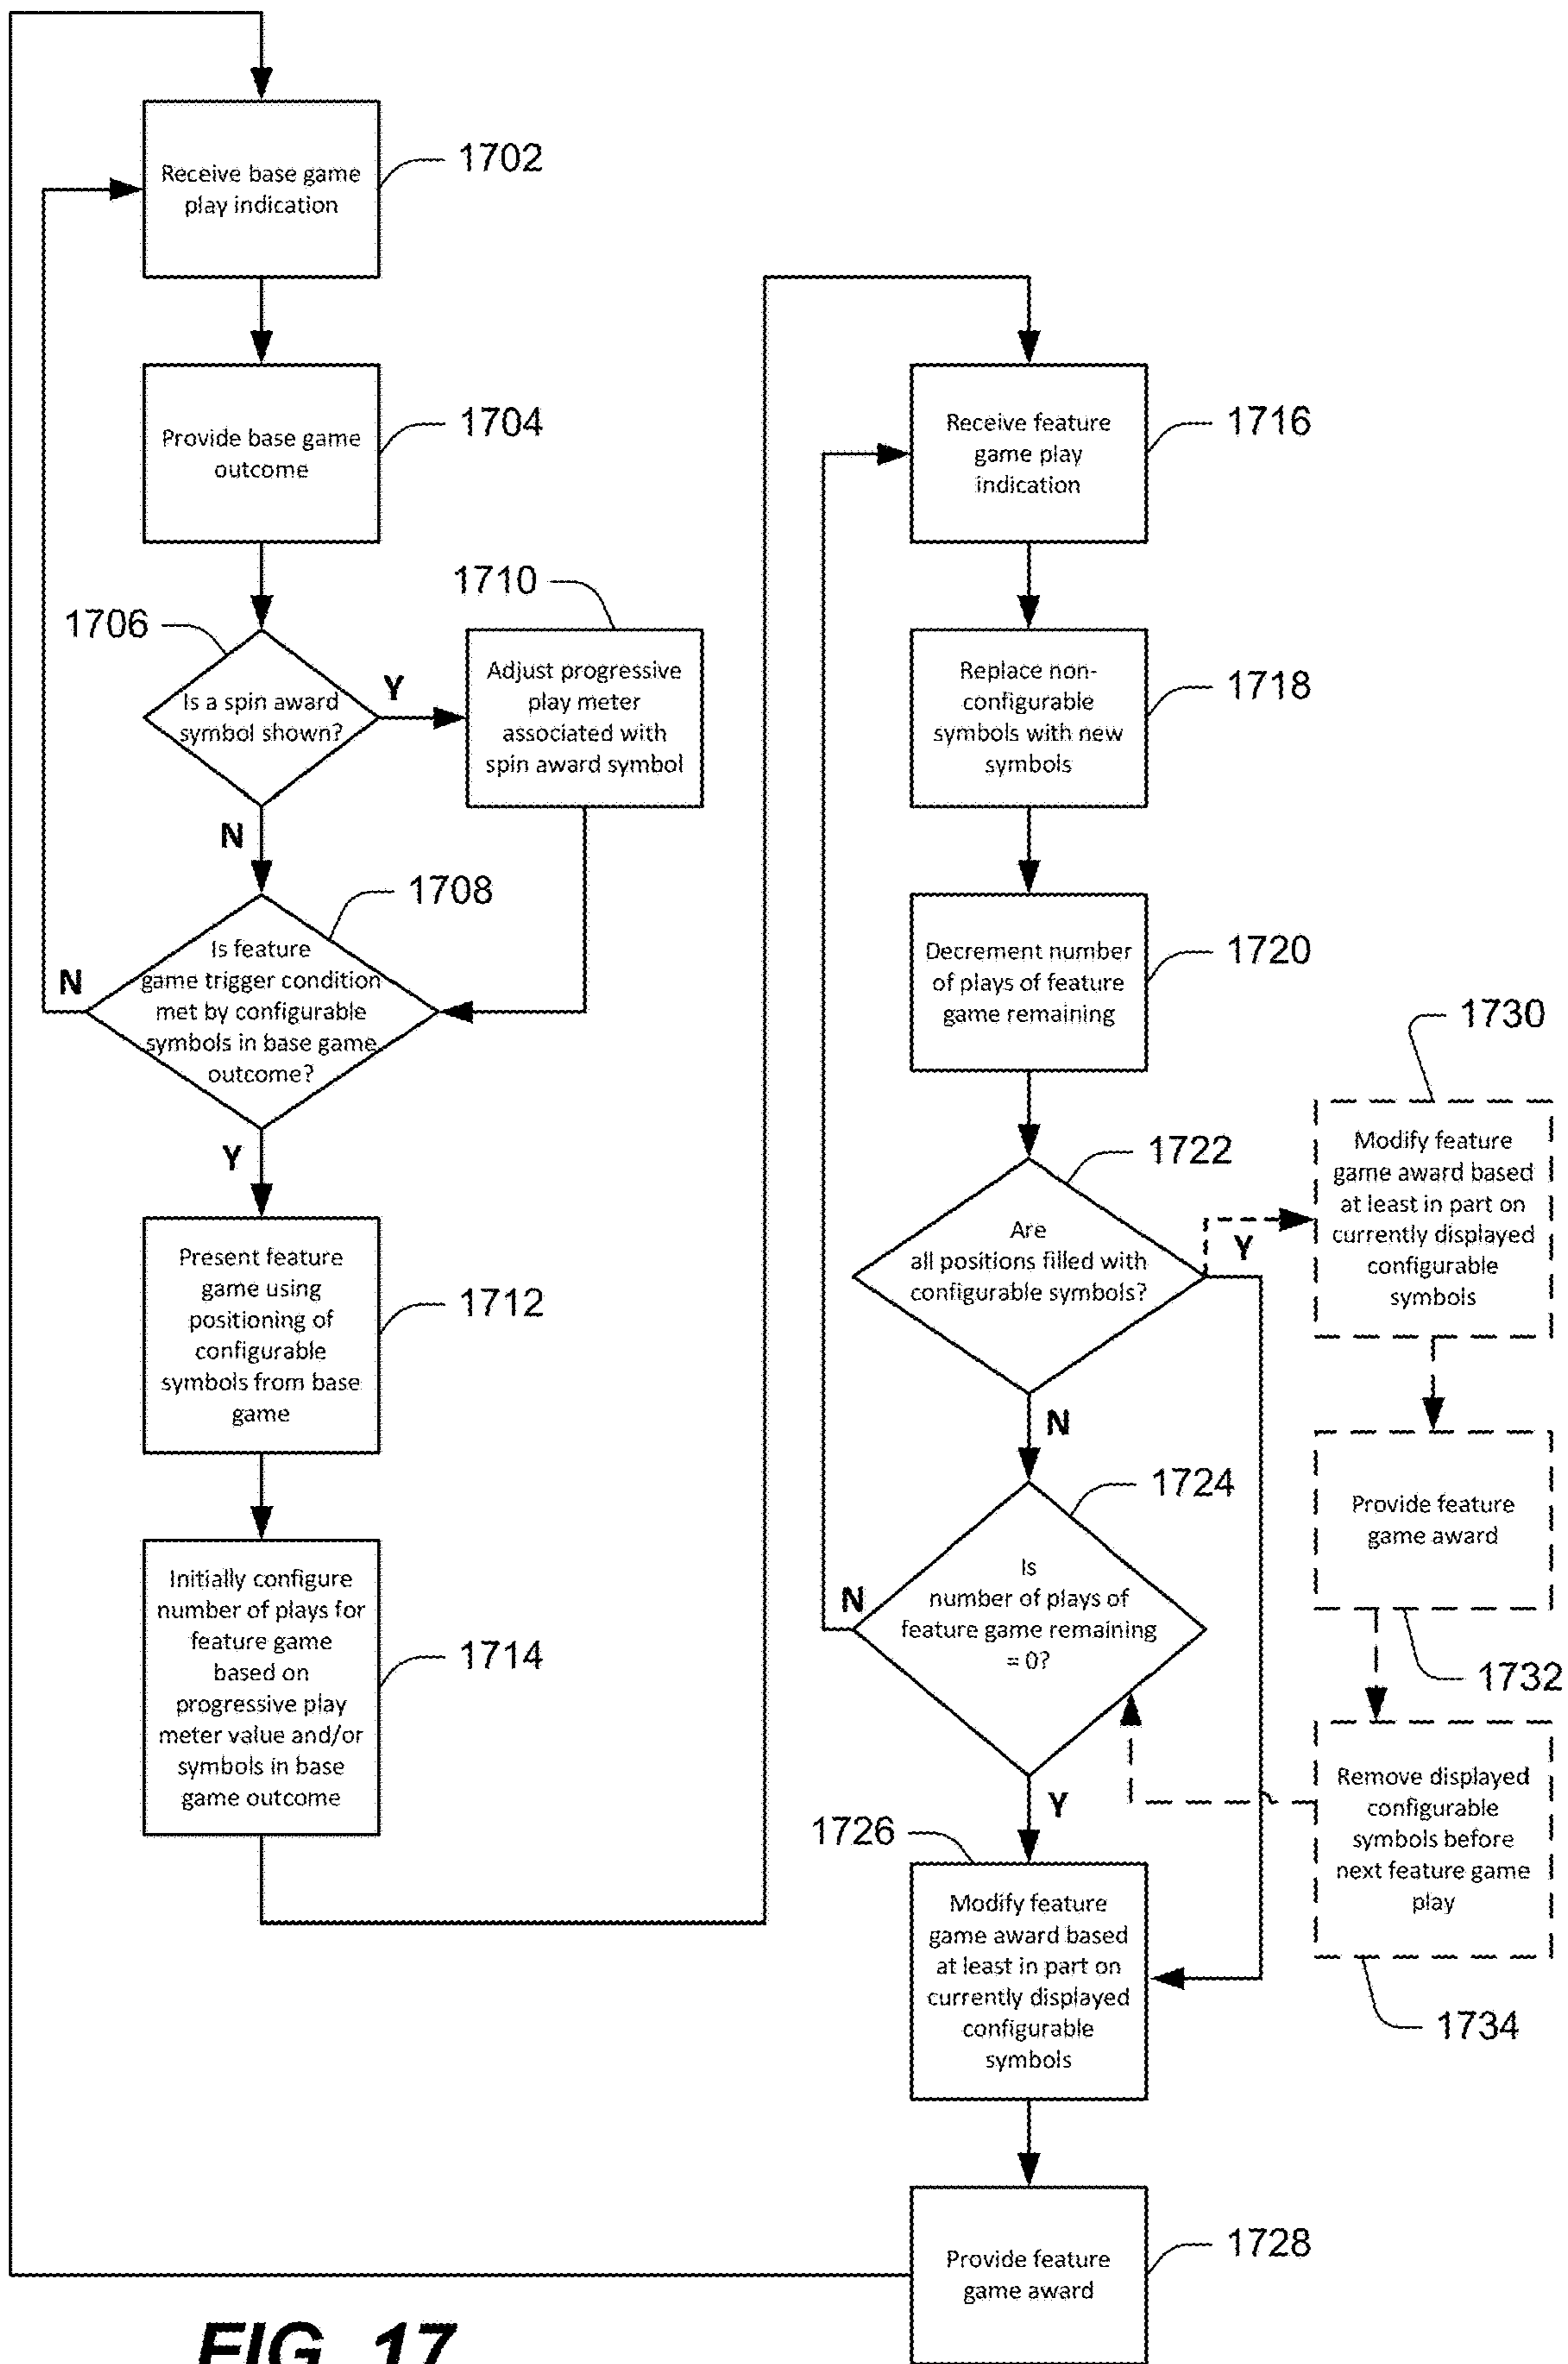 Receive base game
play indication
1702
Provide base game
outcome
1704
1706
Is a spin award
symbol shown?
Y
N
1710
Adjust progressive
play meter
associated with
spin award symbol
1708
Is feature
game trigger condition
met by configurable
symbols in base game
outcome?
N
Y
Present feature
game using
positioning of
configurable
symbols from base
game
1712
Initially configure
number of plays for
feature game
based on
progressive play
meter value and/or
symbols in base
game outcome
1714
Receive feature
game play
indication
1716
Replace non-
configurable
symbols with new
symbols
1718
Decrement number
of plays of feature
game remaining
1720
1722
Are
all positions filled with
configurable symbols?
Y
N
1724
Is
number of plays of
feature game remaining
= 0?
N
Y
1726
Modify feature
game award based
at least in part on
currently displayed
configurable
symbols
Provide feature
game award
1728
1730
Modify feature
game award based
at least in part on
currently displayed
configurable
symbols
Provide feature
game award
1732
Remove displayed
configurable
symbols before
next feature game
play
1734
FIG. 17